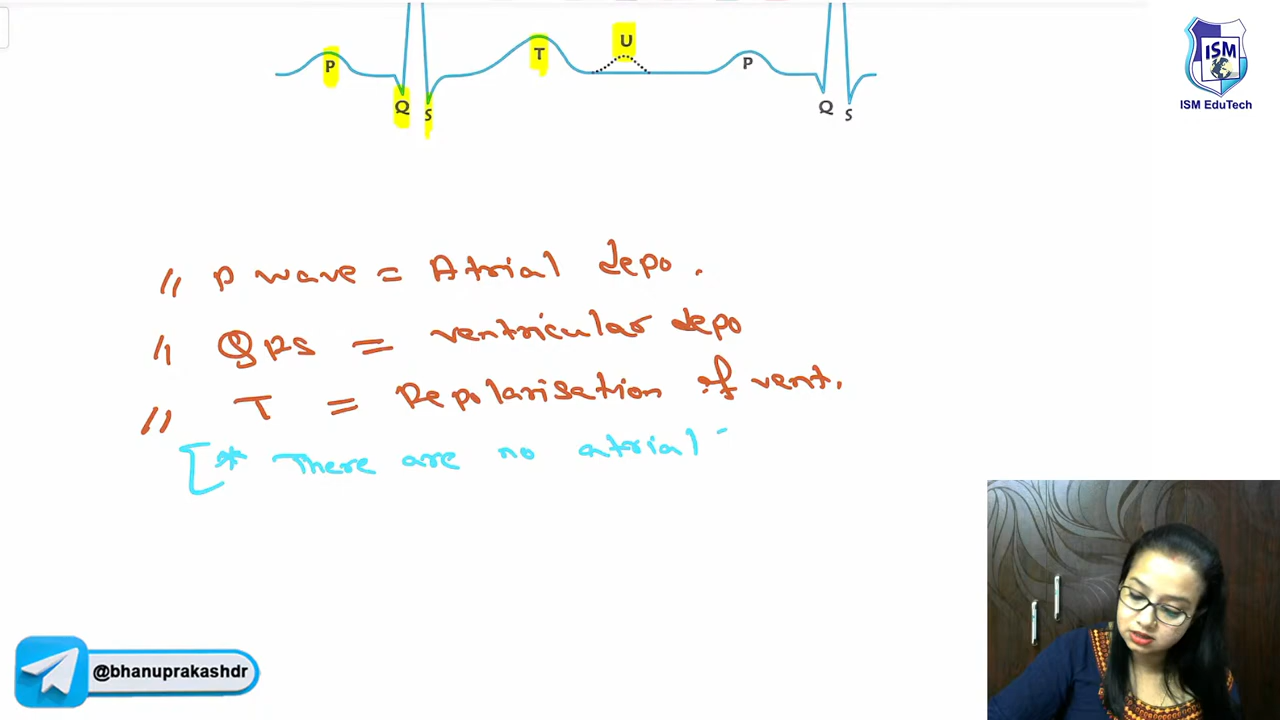 P Q S T U P Q S
ISM
ISM EduTech
// P wave = Atrial depo.
// QRS = ventricular depo
// T = Repolarisation of vent.
[* There are no atrial
@bhanuprakashdr